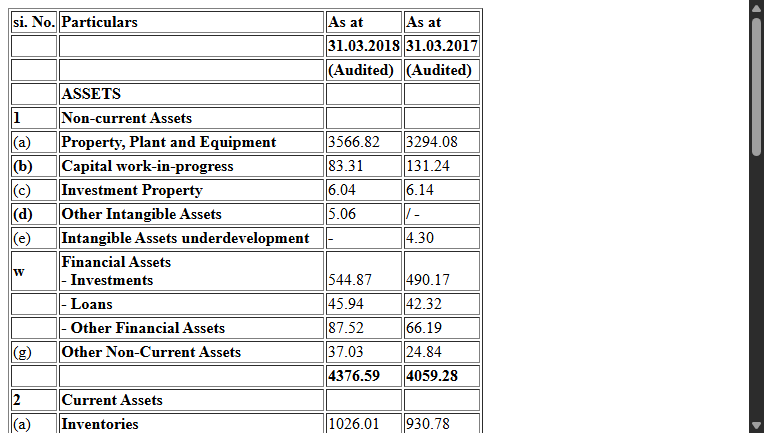 si. No. Particulars As at As at
31.03.2018 31.03.2017
(Audited) (Audited)
ASSETS
1 Non-current Assets
(a) Property, Plant and Equipment 3566.82 3294.08
(b) Capital work-in-progress 83.31 131.24
(c) Investment Property 6.04 6.14
(d) Other Intangible Assets 5.06 / -
(e) Intangible Assets underdevelopment - 4.30
w Financial Assets
- Investments 544.87 490.17
- Loans 45.94 42.32
- Other Financial Assets 87.52 66.19
(g) Other Non-Current Assets 37.03 24.84
4376.59 4059.28
2 Current Assets
(a) Inventories 1026.01 930.78